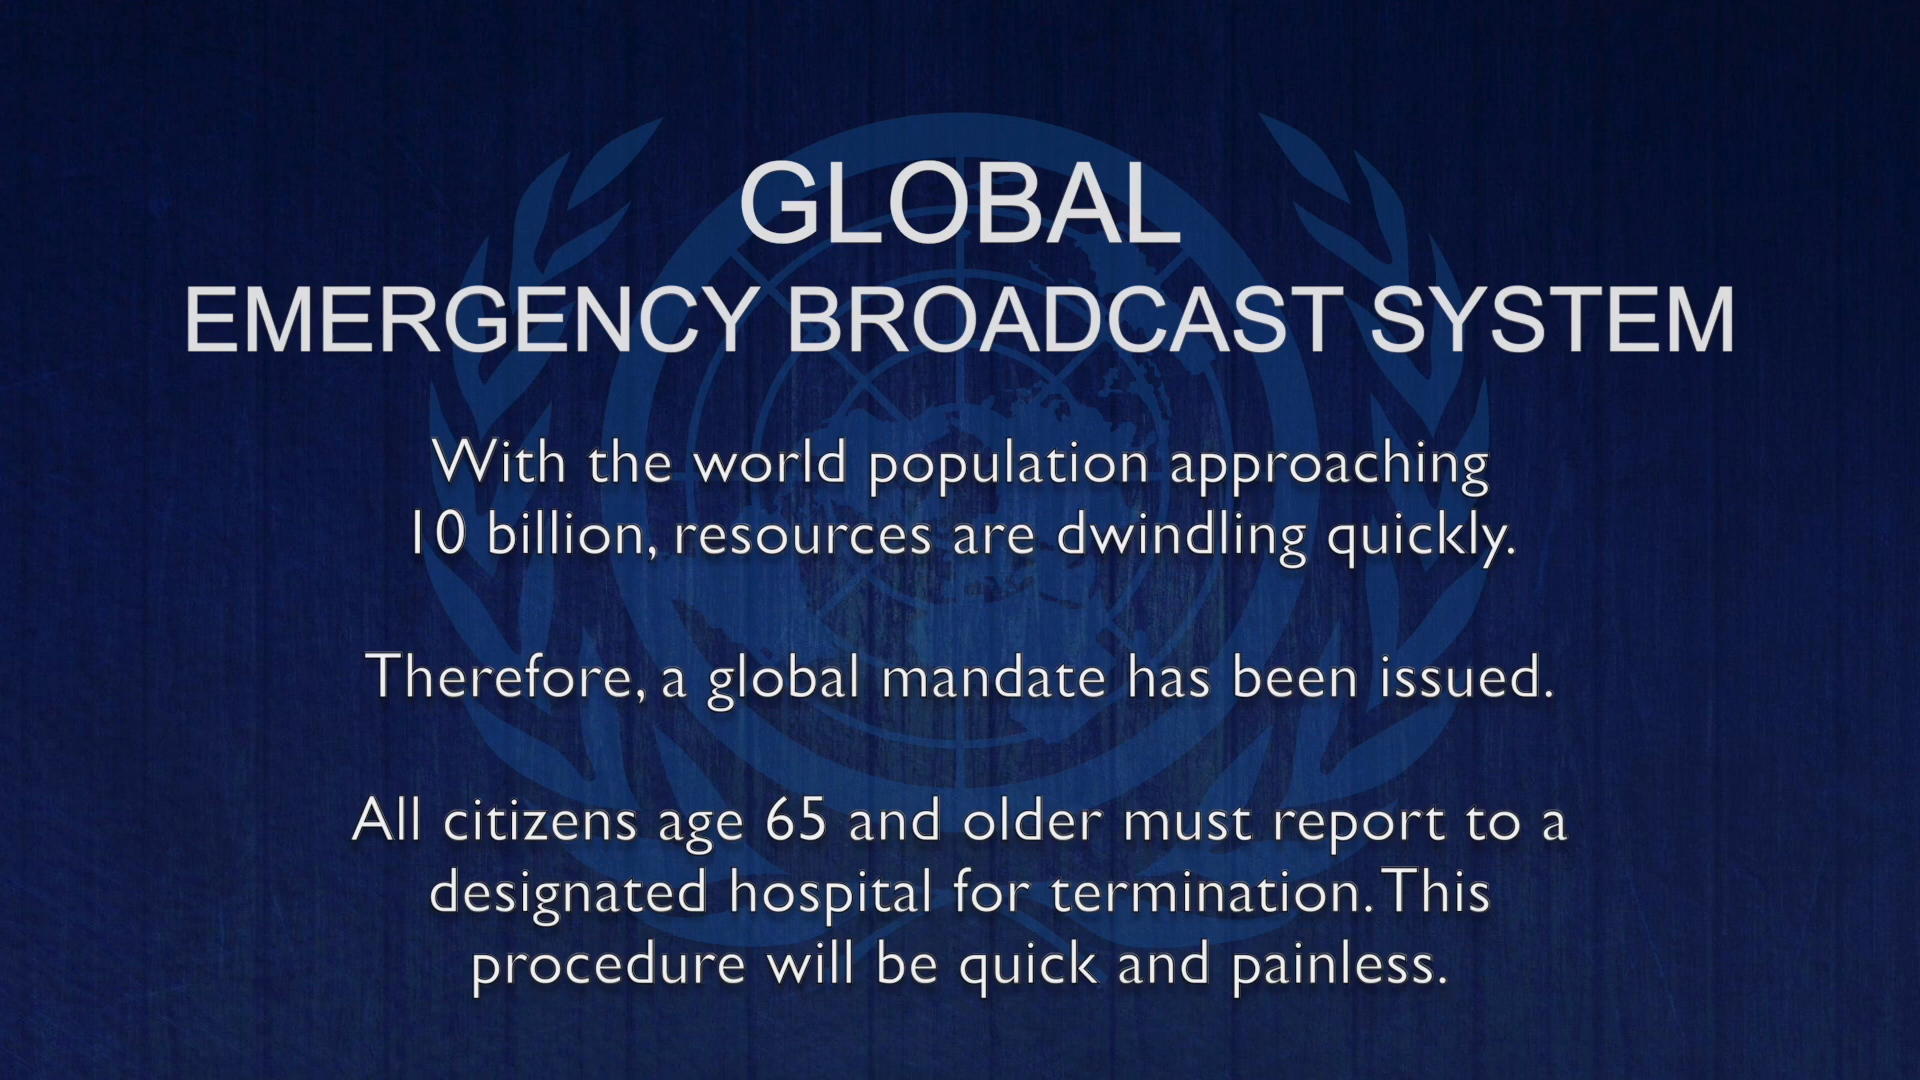 GLOBAL
EMERGENCY BROADCAST SYSTEM
With the world population approaching
10 billion, resources are dwindling quickly.
Therefore, a global mandate has been issued.
All citizens age 65 and older must report to a
designated hospital for termination. This
procedure will be quick and painless.